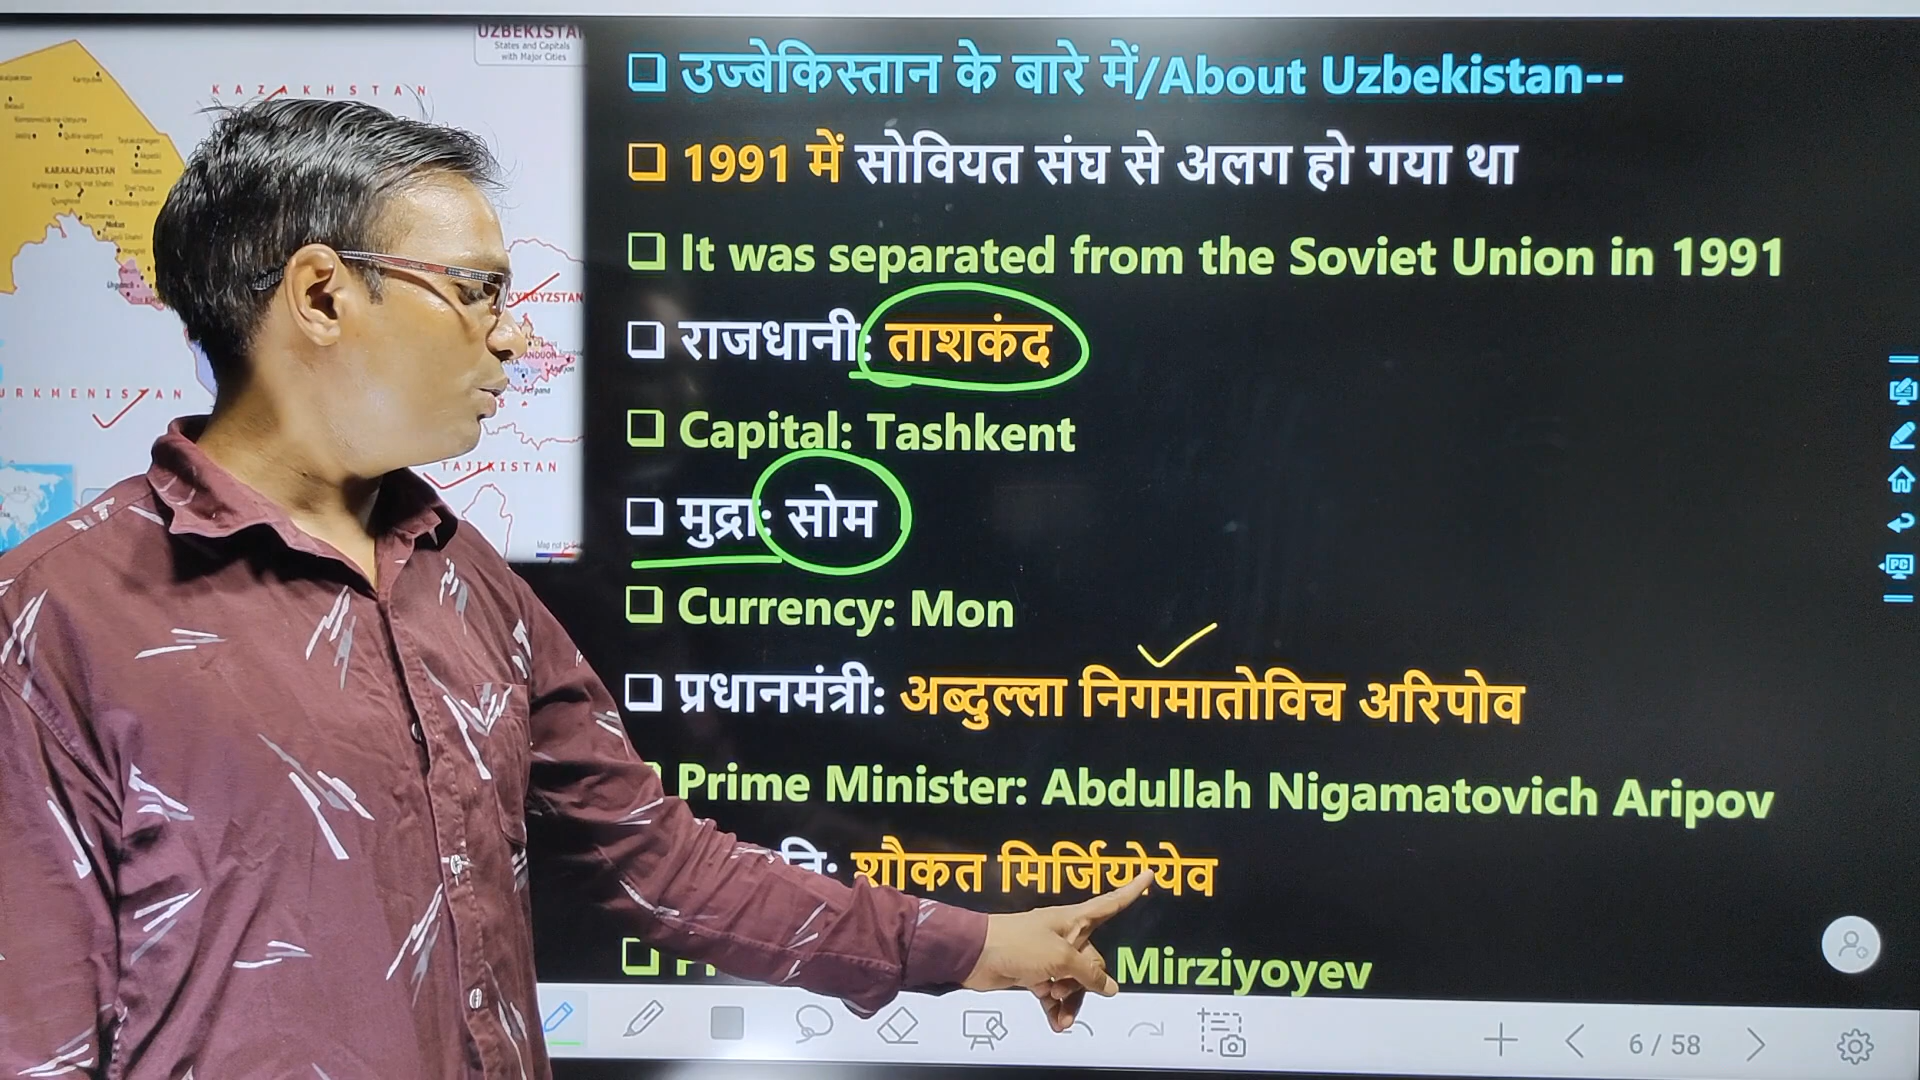 UZBEKISTAN
States and Capitals
with Major Cities
KAZAKHSTAN
KARAKALPAKSTAN
KYRGYZSTAN
TAJIKISTAN
उज्बेकिस्तान के बारे में/About Uzbekistan--
1991 में सोवियत संघ से अलग हो गया था
It was separated from the Soviet Union in 1991
राजधानी: ताशकंद
Capital: Tashkent
मुद्रा: सोम
Currency: Mon
प्रधानमंत्री: अब्दुल्ला निगमातोविच अरिपोव
Prime Minister: Abdullah Nigamatovich Aripov
ति: शौकत मिर्जियोयेव
Mirziyoyev
6 / 58